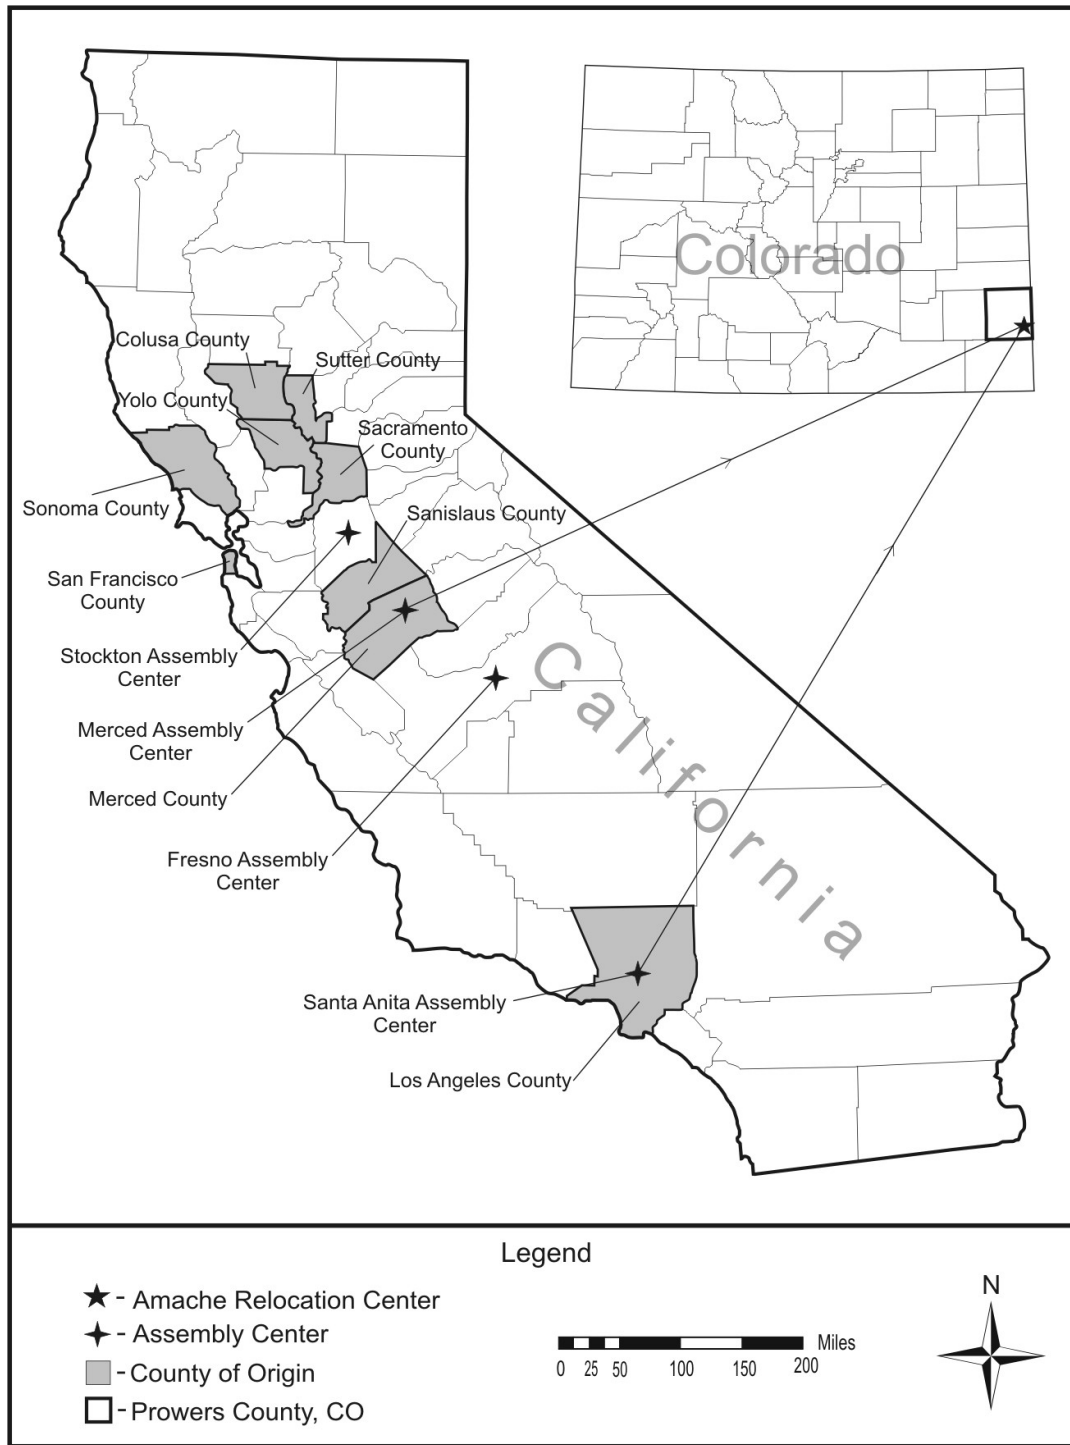 Colorado
Colusa County
Sutter County
Yolo County
Sacramento
County
Sonoma County
Sanislaus County
San Francisco
County
Stockton Assembly
Center
Merced Assembly
Center
Merced County
Fresno Assembly
Center
California
Santa Anita Assembly
Center
Los Angeles County
Legend
- Amache Relocation Center
- Assembly Center
- County of Origin
- Prowers County, CO
0 25 50 100 150 200 Miles
N